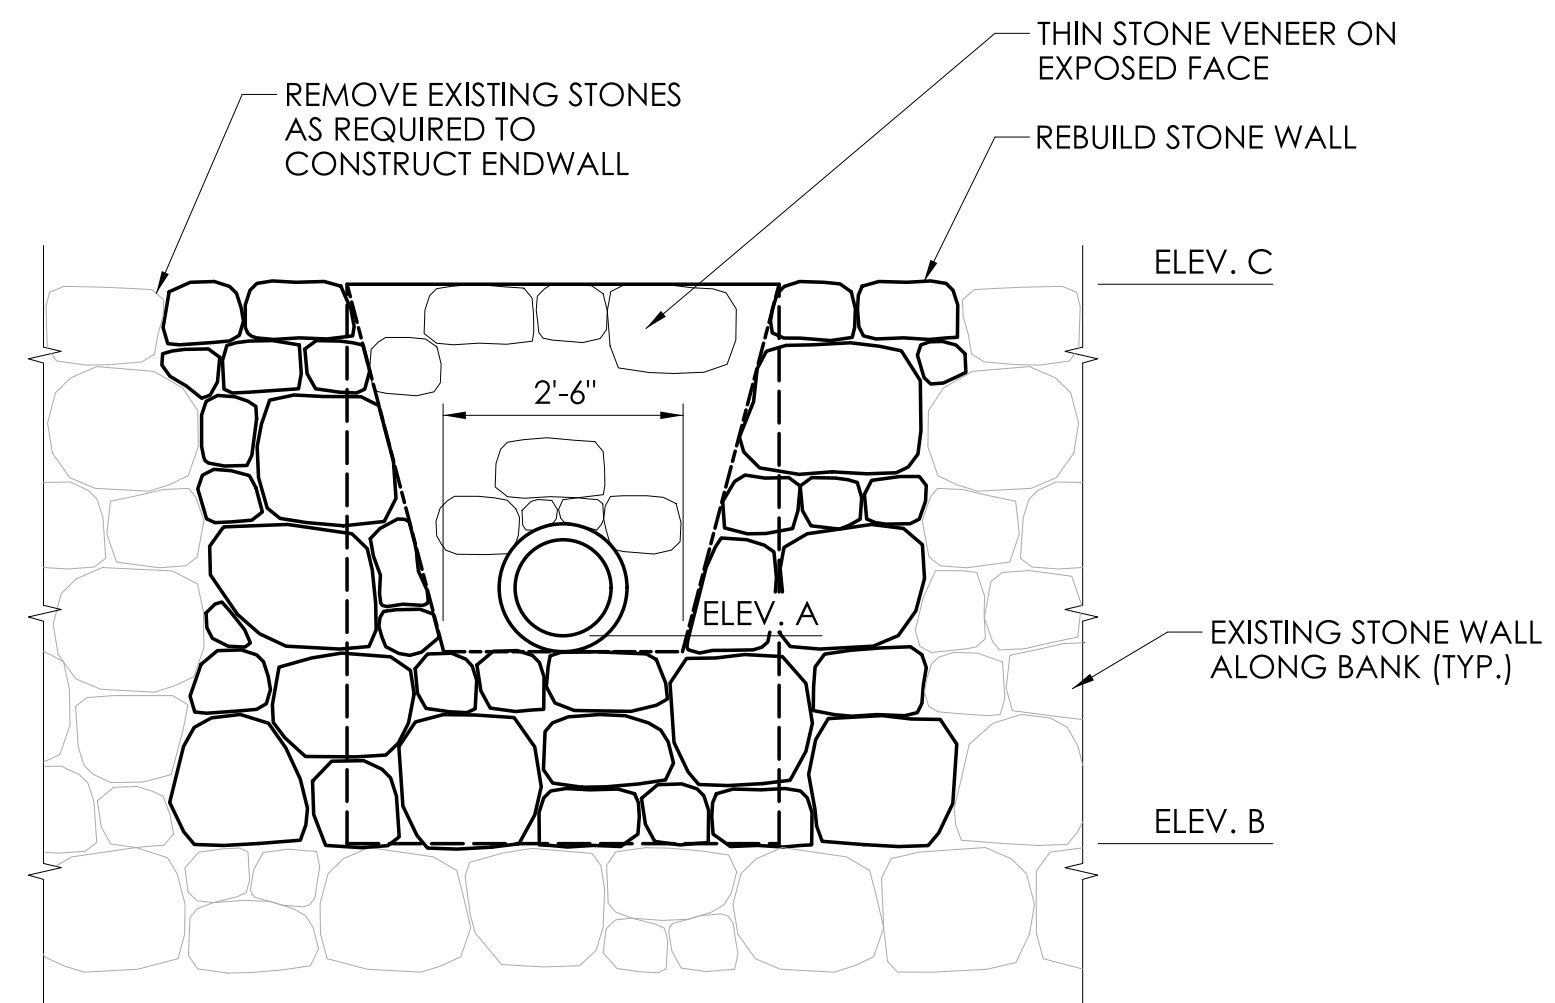 THIN STONE VENEER ON
EXPOSED FACE
REMOVE EXISTING STONES
AS REQUIRED TO
CONSTRUCT ENDWALL
REBUILD STONE WALL
ELEV. C
2'-6"
ELEV. A
EXISTING STONE WALL
ALONG BANK (TYP.)
ELEV. B